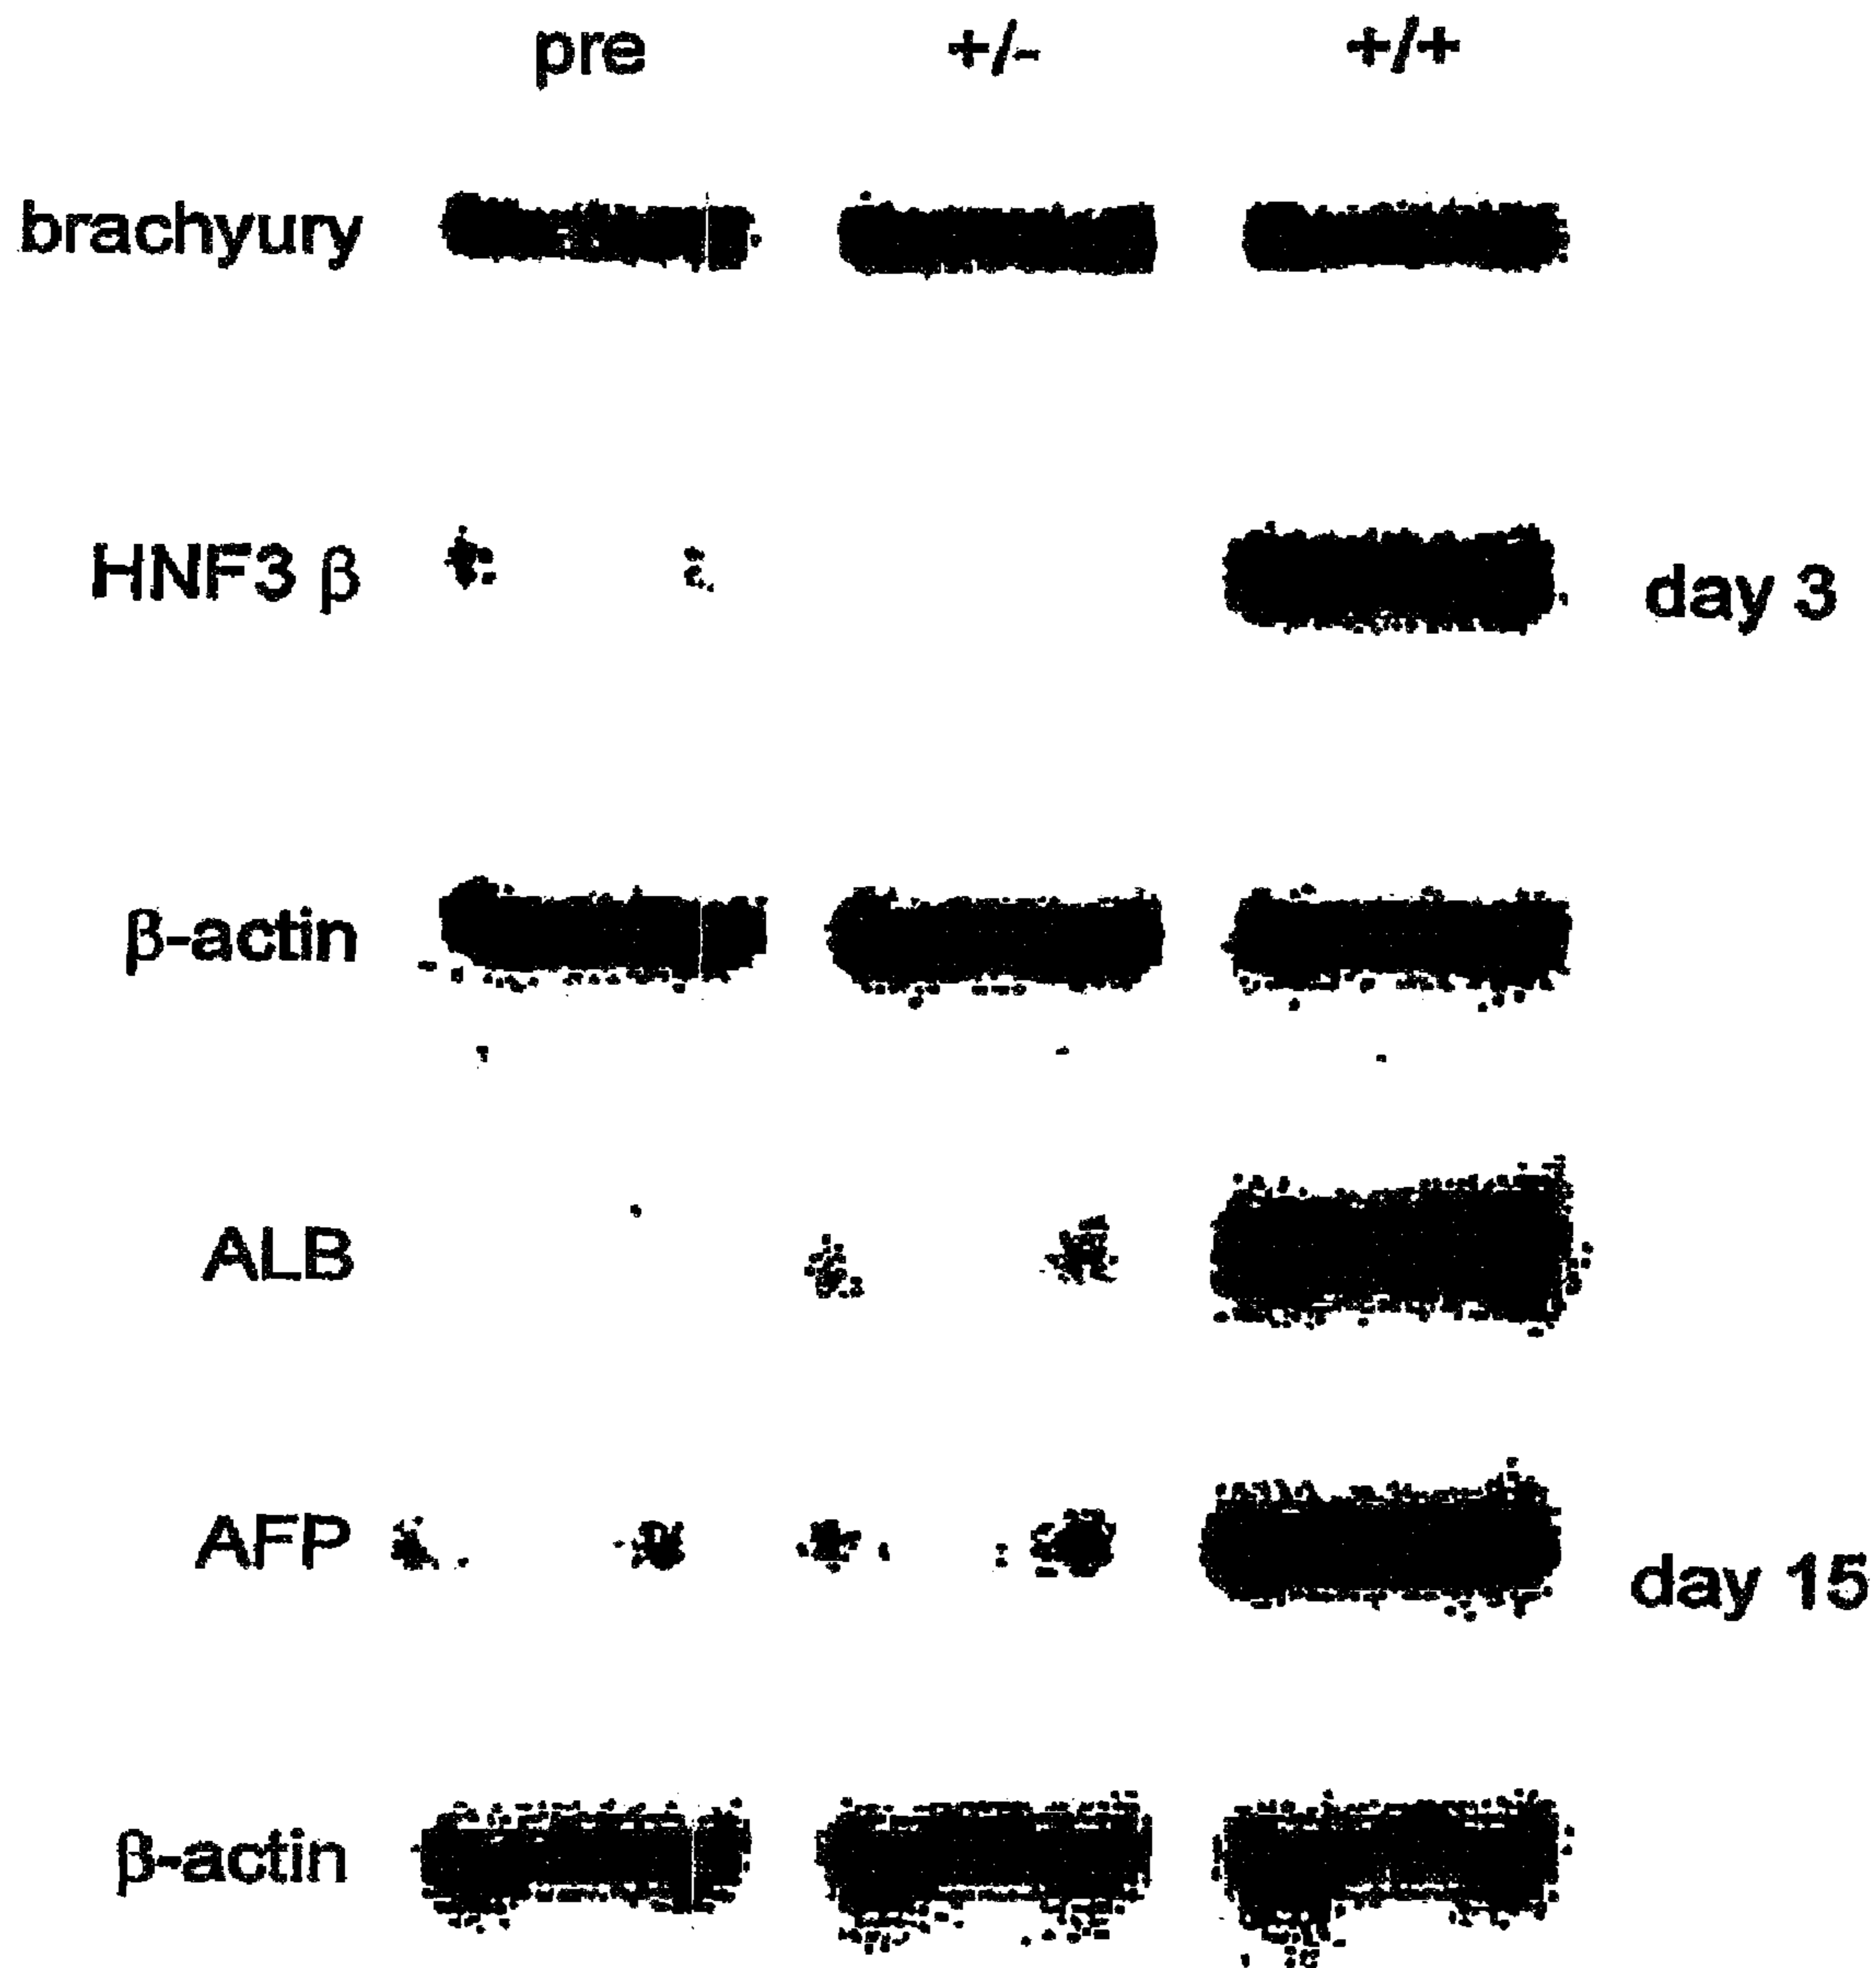 pre +/- +/+
brachyury
HNF3 β
day 3
β-actin
ALB
AFP
day 15
β-actin